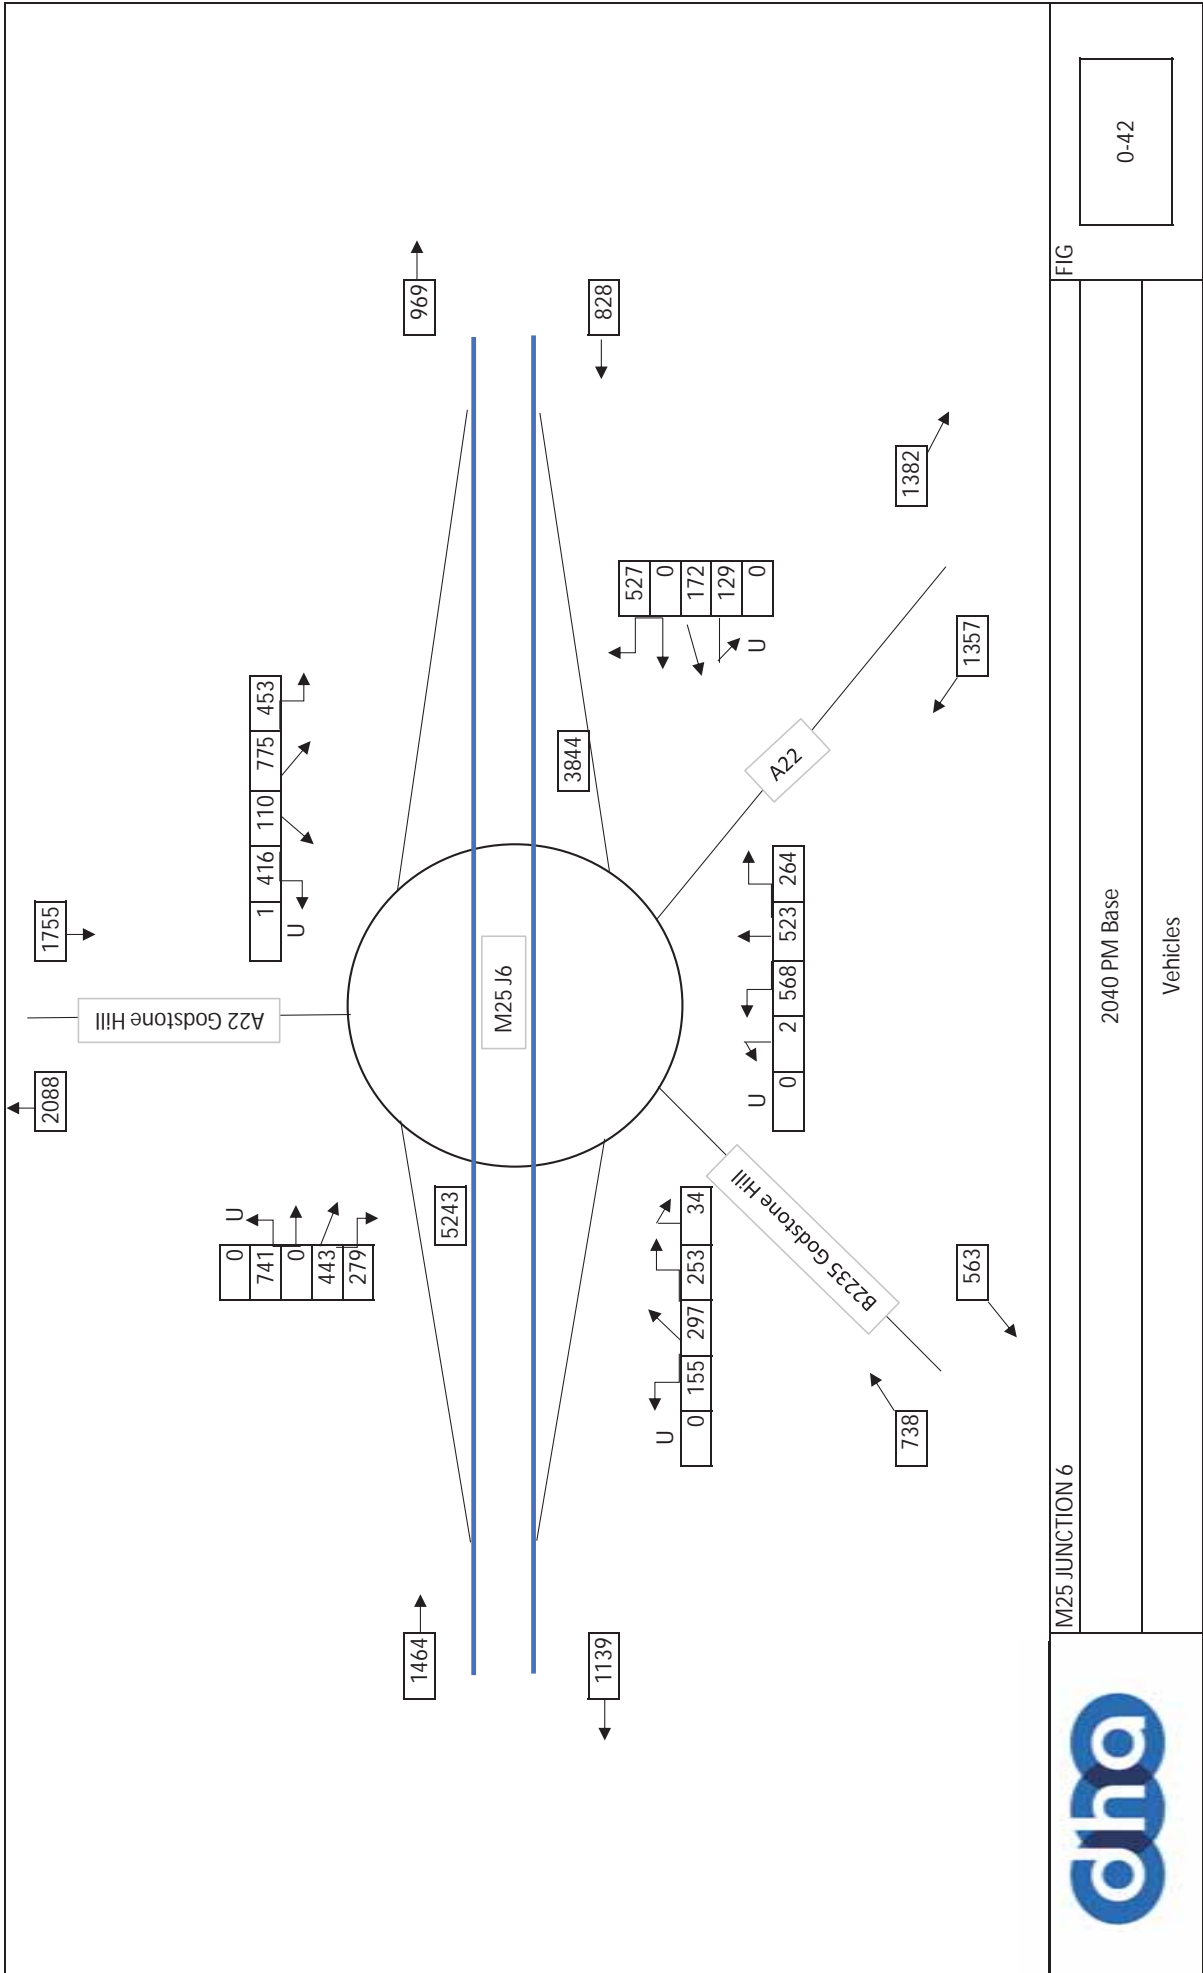 2088
1755
A22 Godstone Hill
0
U
741
0
443
279
1 416 110 775 453
U
1464
969
5243
M25 J6
3844
1139
828
527
0
172
129
0
U
U
0 155 297 253 34
U
0 2 568 523 264
A22
B2235 Godstone Hill
738
1382
563
1357
M25 JUNCTION 6
FIG
2040 PM Base
0-42
Vehicles
dha